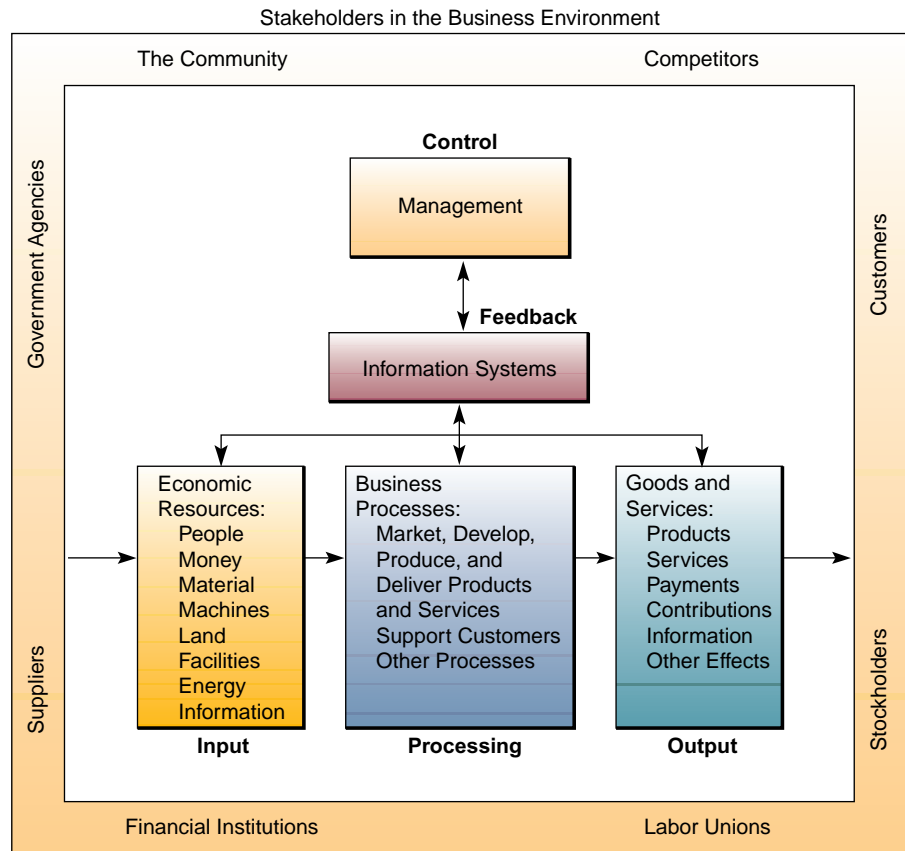 Stakeholders in the Business Environment
The Community
Competitors
Government Agencies
Customers
Control
Management
Feedback
Information Systems
Economic
Resources:
People
Money
Material
Machines
Land
Facilities
Energy
Information
Input
Business
Processes:
Market, Develop,
Produce, and
Deliver Products
and Services
Support Customers
Other Processes
Processing
Goods and
Services:
Products
Services
Payments
Contributions
Information
Other Effects
Output
Suppliers
Stockholders
Financial Institutions
Labor Unions